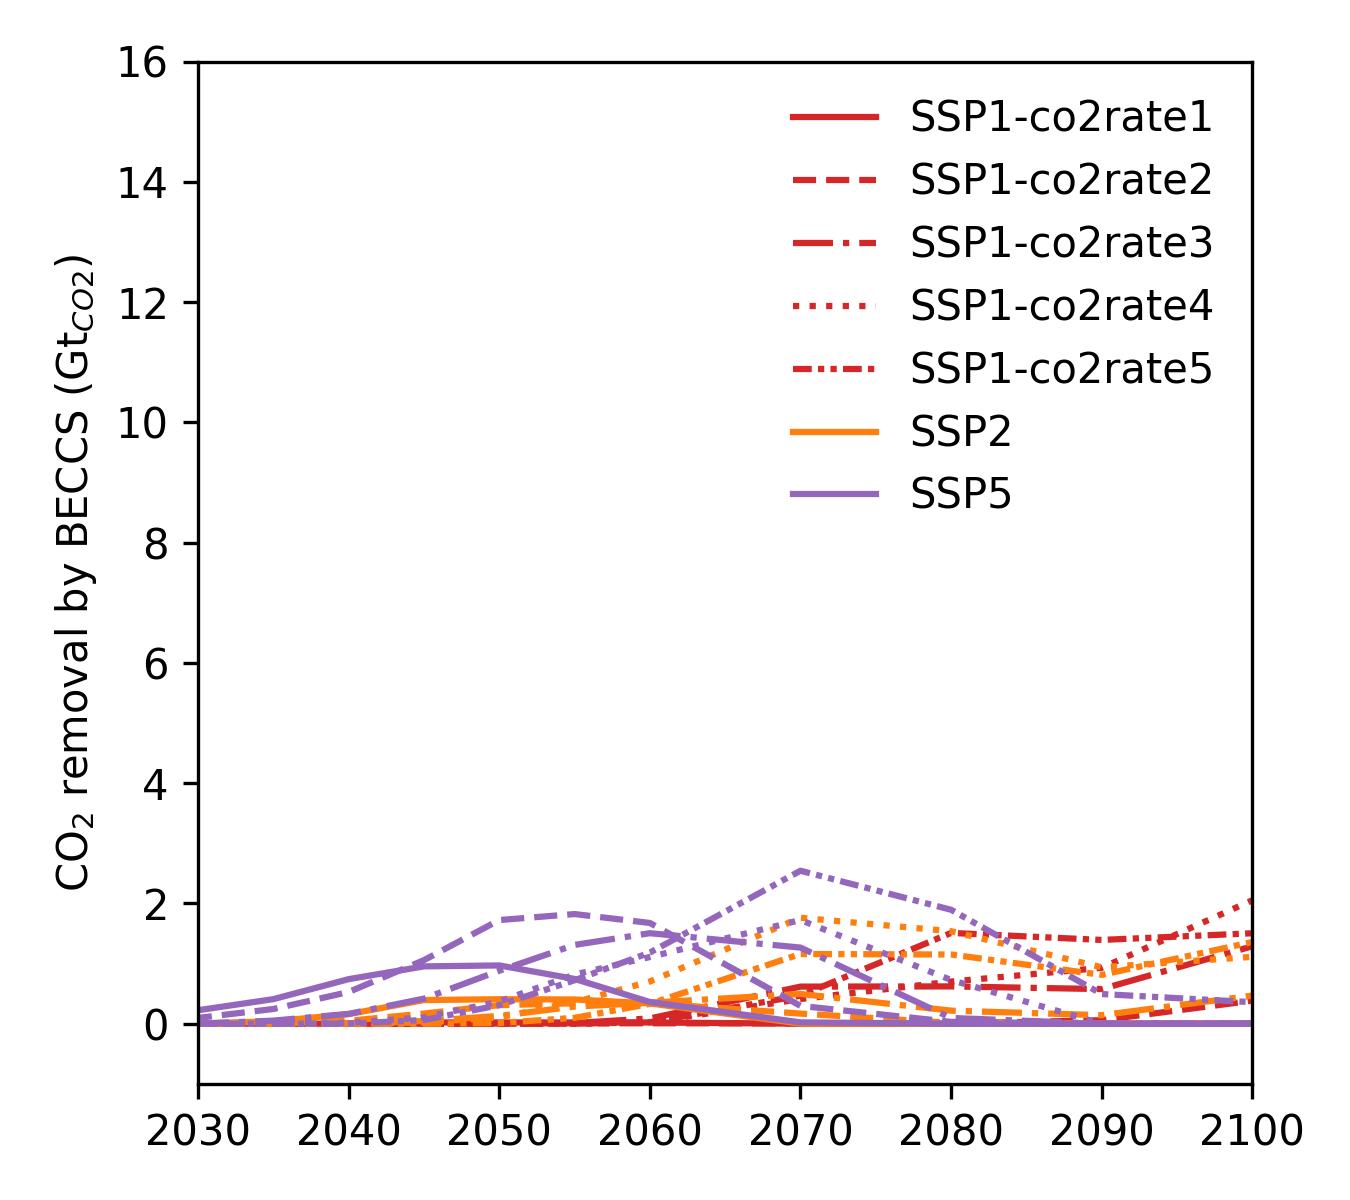 CO₂ removal by BECCS (Gt_CO2)
16
14
12
10
8
6
4
2
0
2030 2040 2050 2060 2070 2080 2090 2100
SSP1-co2rate1
SSP1-co2rate2
SSP1-co2rate3
SSP1-co2rate4
SSP1-co2rate5
SSP2
SSP5